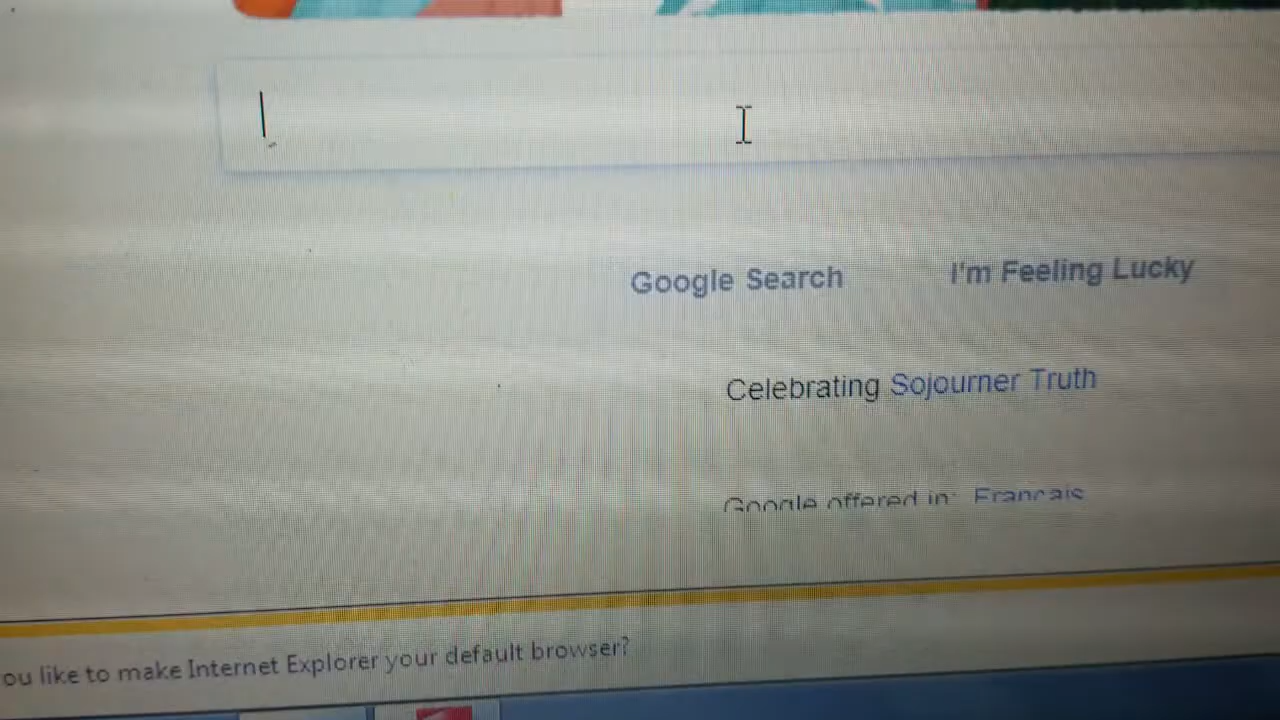 Google Search I'm Feeling Lucky
Celebrating Sojourner Truth
Google offered in: Français
ou like to make Internet Explorer your default browser?